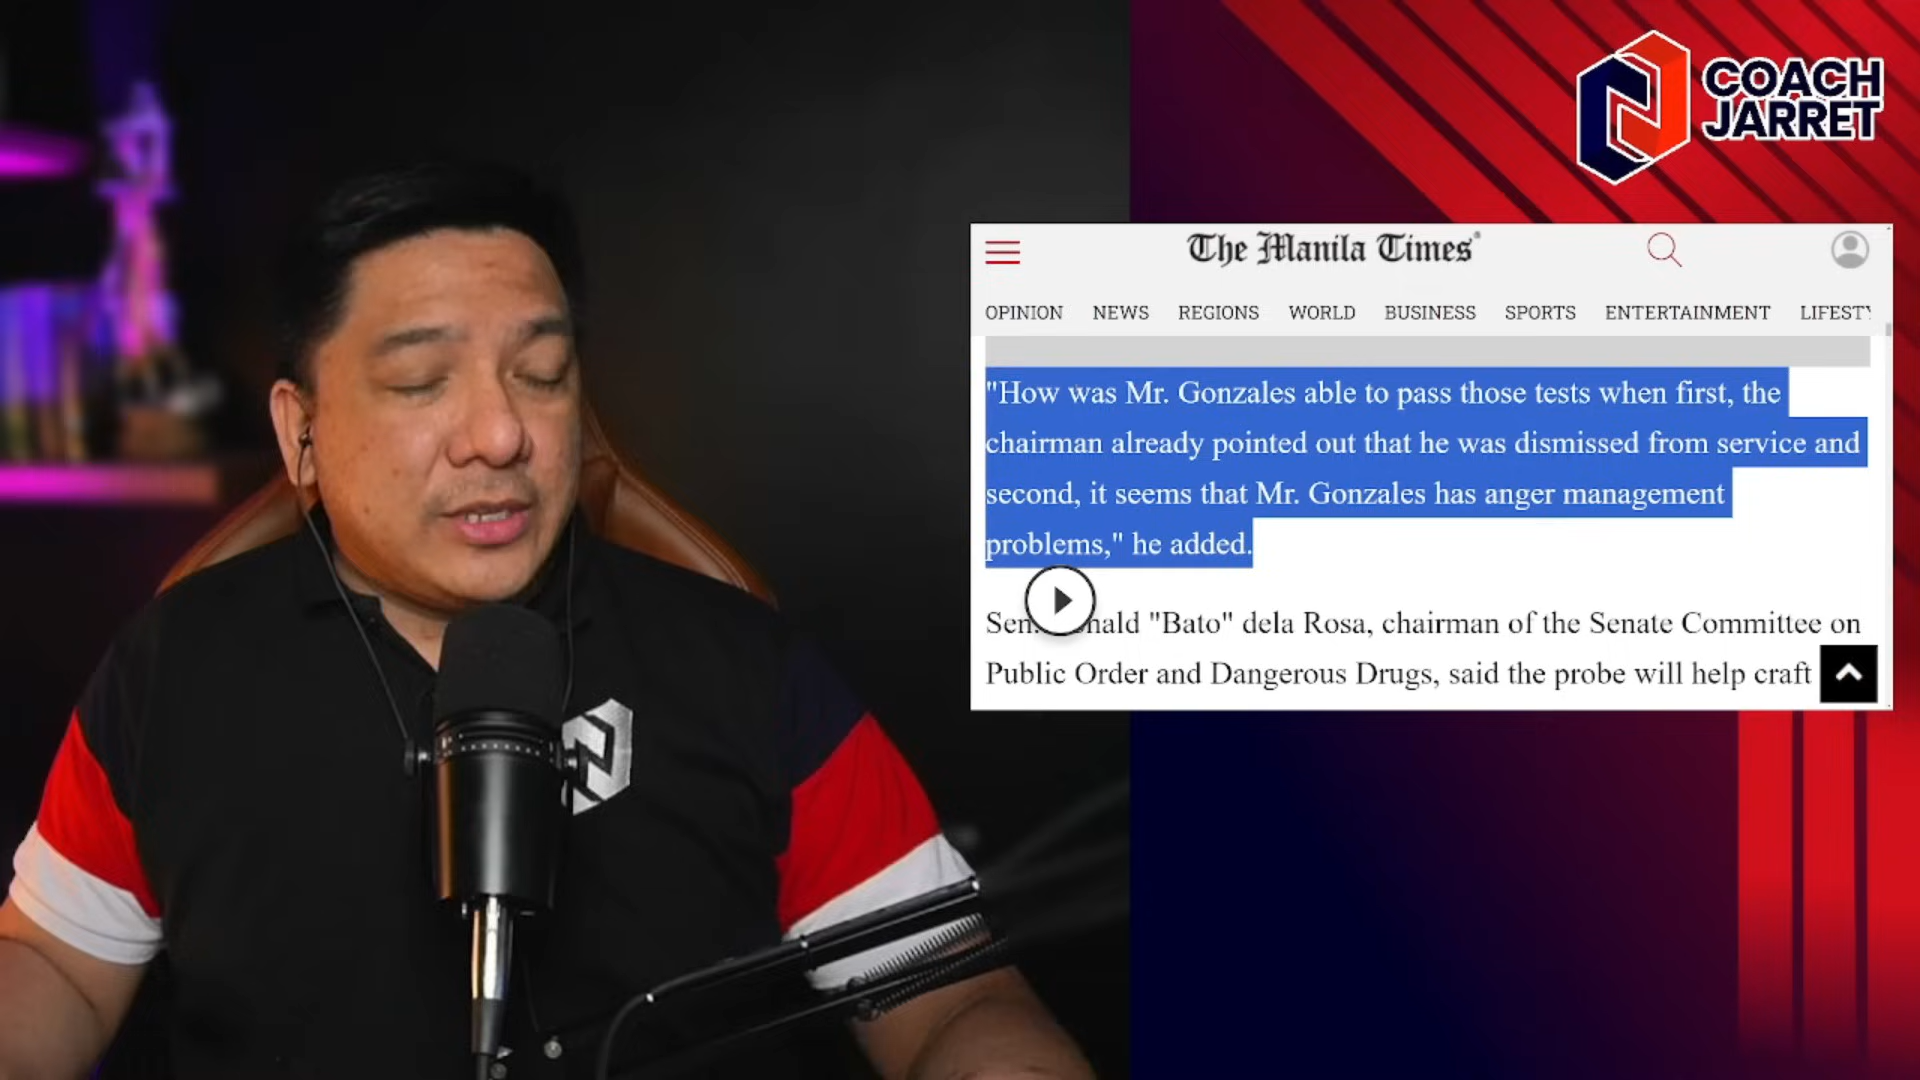 COACH
JARRET
The Manila Times
OPINION NEWS REGIONS WORLD BUSINESS SPORTS ENTERTAINMENT LIFESTY
"How was Mr. Gonzales able to pass those tests when first, the
chairman already pointed out that he was dismissed from service and
second, it seems that Mr. Gonzales has anger management
problems," he added.
Sen. nald "Bato" dela Rosa, chairman of the Senate Committee on
Public Order and Dangerous Drugs, said the probe will help craft